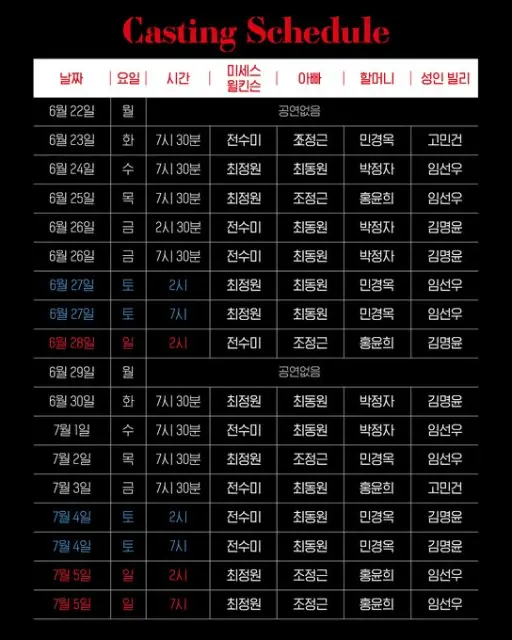 Casting Schedule
날짜 요일 시간 미세스 윌킨슨 아빠 할머니 성인 빌리
6월 22일 월 공연없음
6월 23일 화 7시 30분 전수미 조정근 민경옥 고민건
6월 24일 수 7시 30분 최정원 최동원 박정자 임선우
6월 25일 목 7시 30분 최정원 조정근 홍윤희 임선우
6월 26일 금 2시 30분 전수미 최동원 박정자 김명윤
6월 26일 금 7시 30분 전수미 최동원 박정자 김명윤
6월 27일 토 2시 최정원 최동원 민경옥 임선우
6월 27일 토 7시 최정원 최동원 민경옥 임선우
6월 28일 일 2시 전수미 조정근 홍윤희 김명윤
6월 29일 월 공연없음
6월 30일 화 7시 30분 최정원 최동원 박정자 김명윤
7월 1일 수 7시 30분 전수미 최동원 박정자 임선우
7월 2일 목 7시 30분 최정원 조정근 민경옥 임선우
7월 3일 금 7시 30분 전수미 최동원 홍윤희 고민건
7월 4일 토 2시 전수미 최동원 민경옥 김명윤
7월 4일 토 7시 전수미 최동원 민경옥 김명윤
7월 5일 일 2시 최정원 조정근 홍윤희 임선우
7월 5일 일 7시 최정원 조정근 홍윤희 임선우